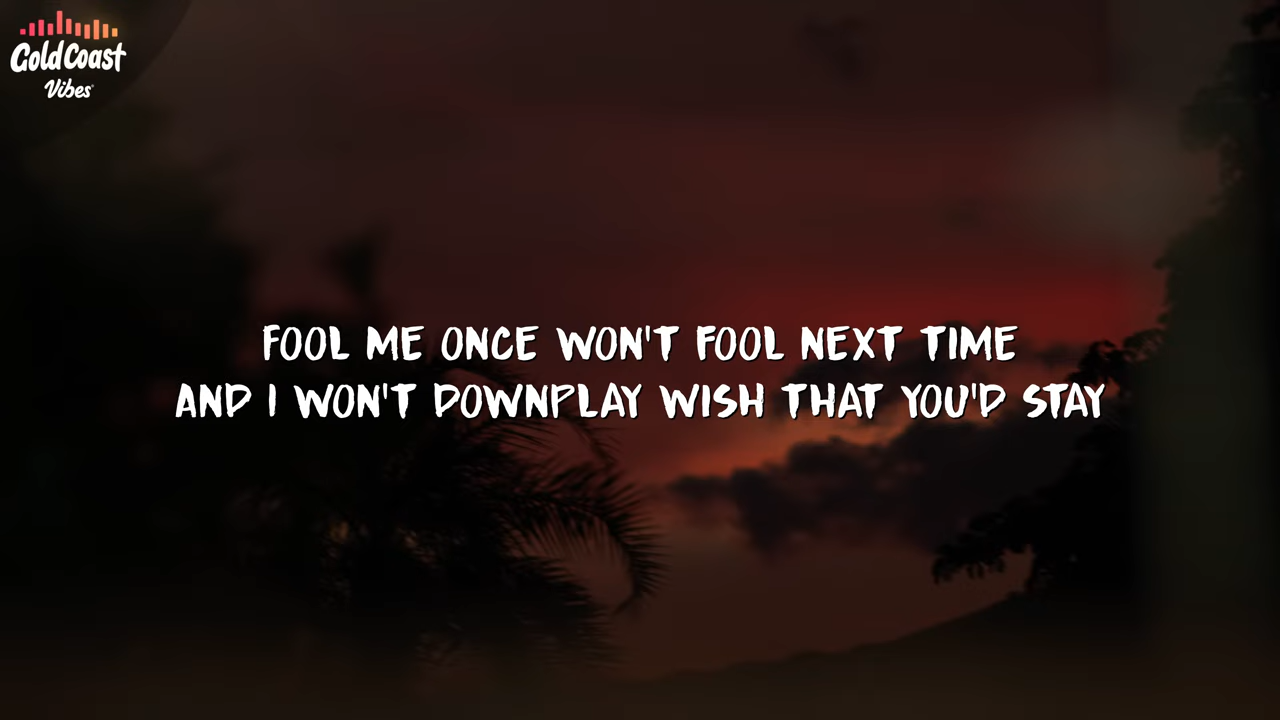 Gold Coast
Vibes
FOOL ME ONCE WON'T FOOL NEXT TIME
AND I WON'T DOWNPLAY WISH THAT YOU'D STAY